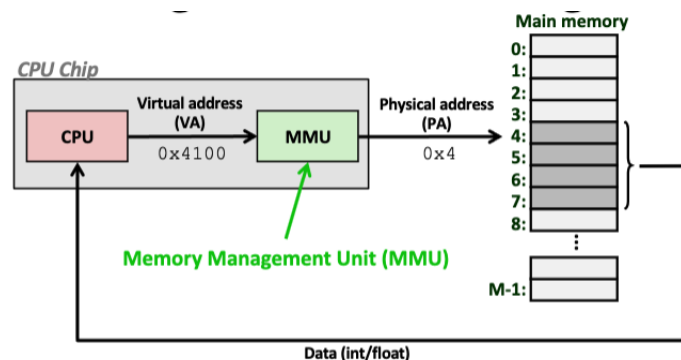 Main memory
0:
1:
2:
3:
4:
5:
6:
7:
8:
M-1:
CPU Chip
Virtual address
(VA)
Physical address
(PA)
CPU
MMU
0x4100
0x4
Memory Management Unit (MMU)
Data (int/float)